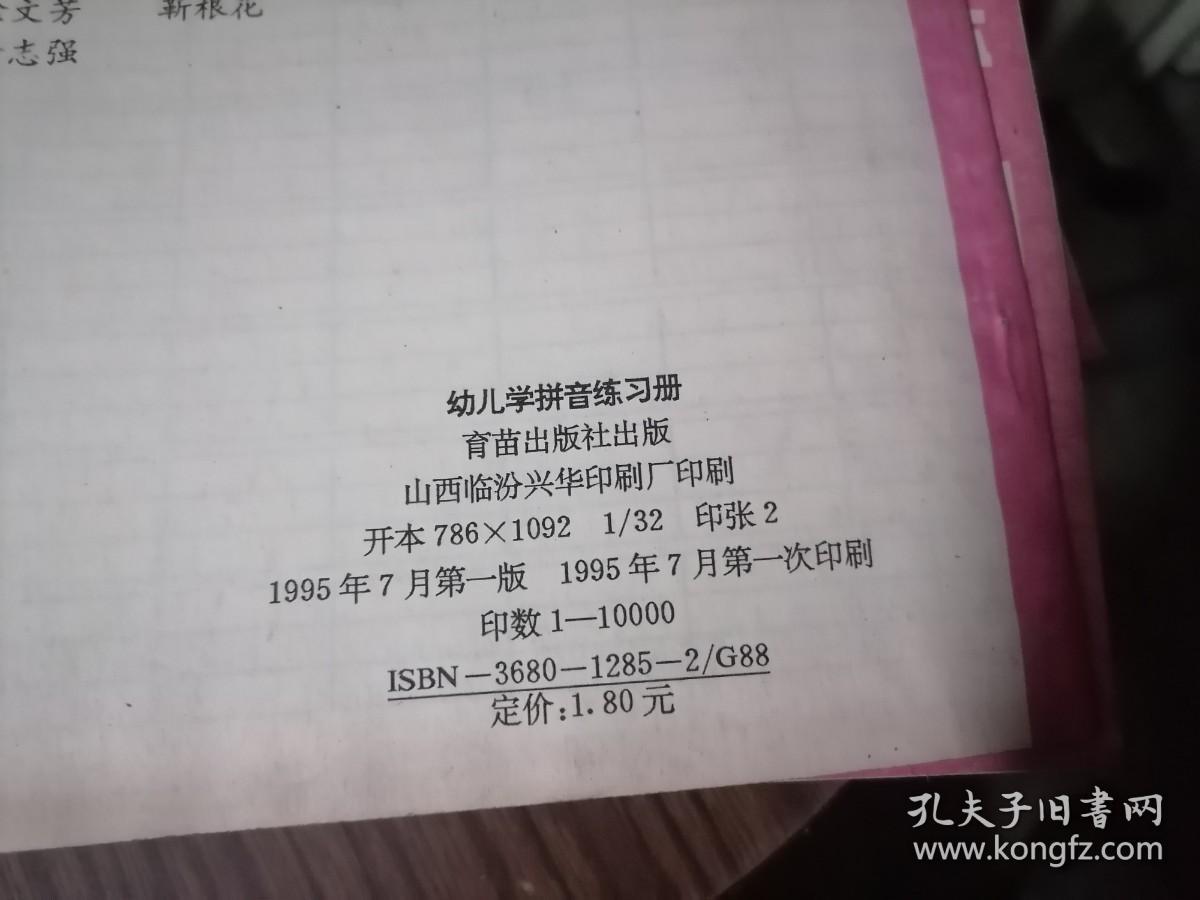 文芳 靳根花
志强
幼儿学拼音练习册
育苗出版社出版
山西临汾兴华印刷厂印刷
开本 786×1092 1/32 印张 2
1995 年 7 月第一版 1995 年 7 月第一次印刷
印数 1—10000
ISBN－3680－1285－2/G88
定价:1.80 元
孔夫子旧書网
www.kongfz.com